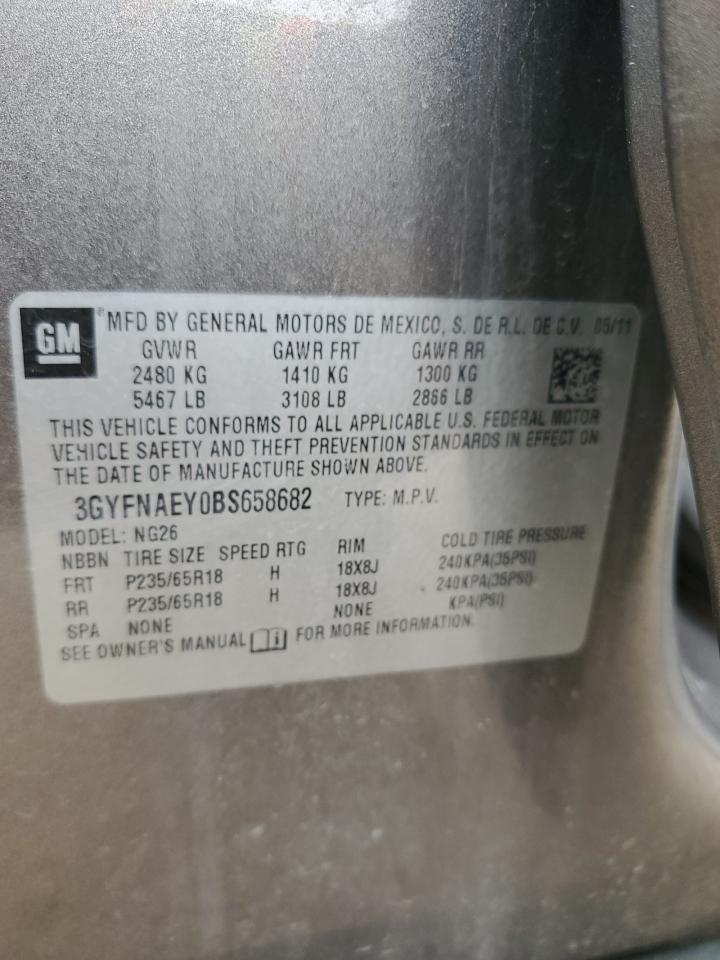 GM ® MFD BY GENERAL MOTORS DE MEXICO, S. DE R.L. DE C.V. 05/11
GVWR GAWR FRT GAWR RR
2480 KG 1410 KG 1300 KG
5467 LB 3108 LB 2866 LB
THIS VEHICLE CONFORMS TO ALL APPLICABLE U.S. FEDERAL MOTOR
VEHICLE SAFETY AND THEFT PREVENTION STANDARDS IN EFFECT ON
THE DATE OF MANUFACTURE SHOWN ABOVE.
3GYFNAEY0BS658682 TYPE: M.P.V.
MODEL: NG26
NBBN TIRE SIZE SPEED RTG RIM COLD TIRE PRESSURE
FRT P235/65R18 H 18X8J 240KPA(35PSI)
RR P235/65R18 H 18X8J 240KPA(35PSI)
SPA NONE NONE KPA(PSI)
SEE OWNER'S MANUAL i FOR MORE INFORMATION.